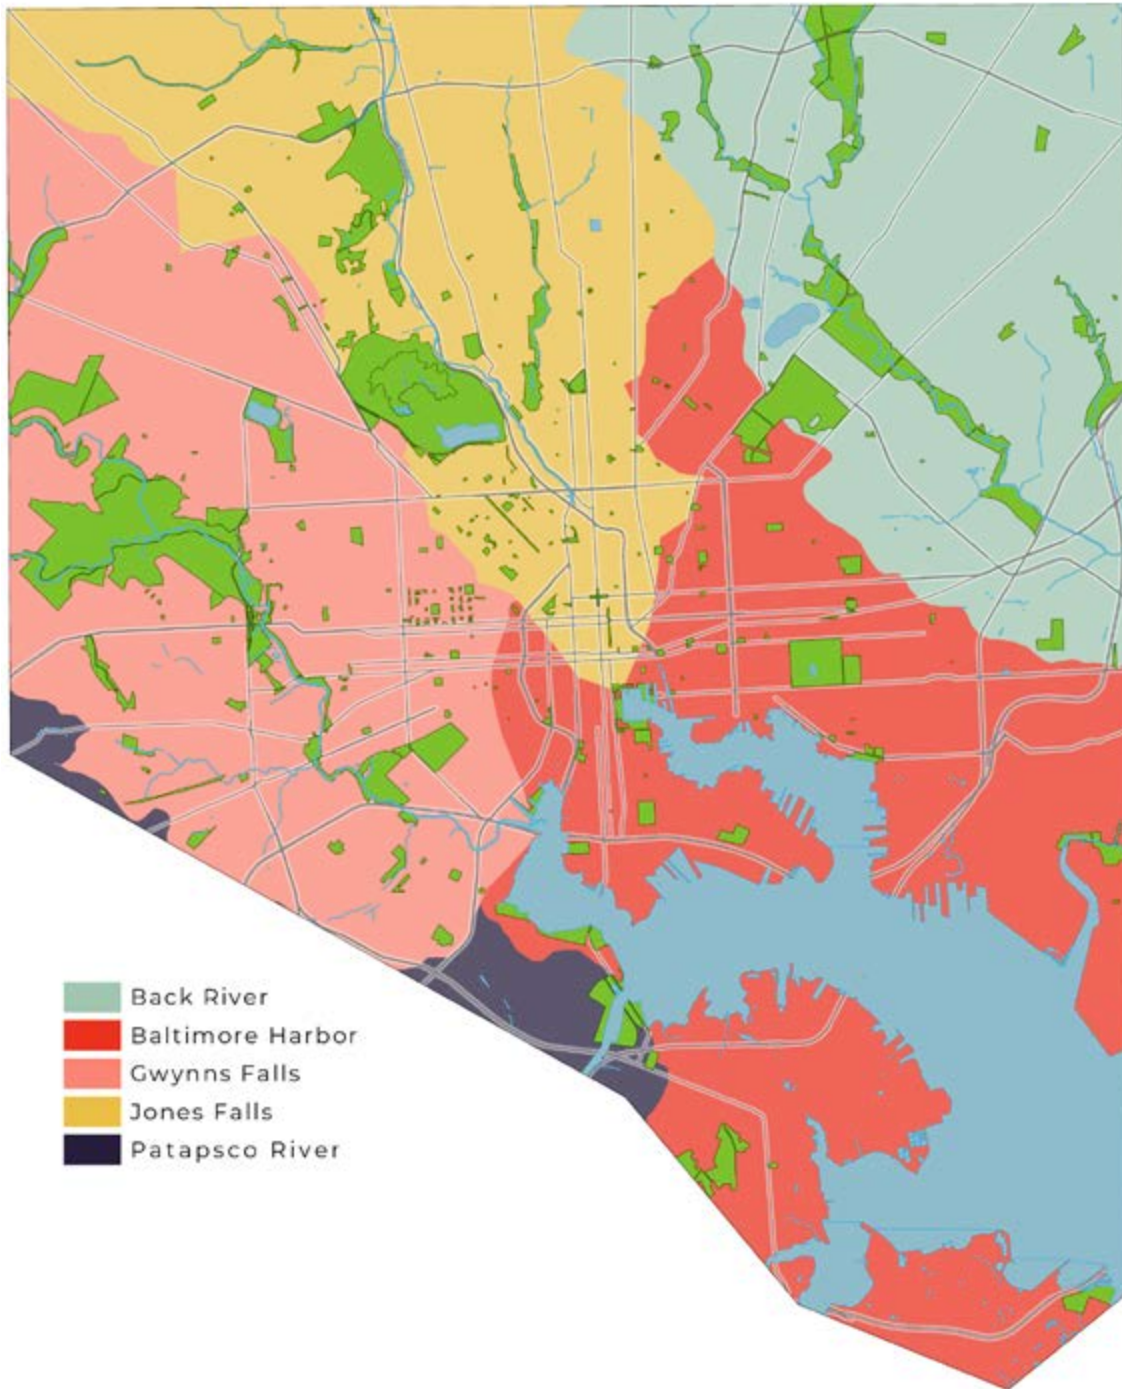 Back River
Baltimore Harbor
Gwynns Falls
Jones Falls
Patapsco River